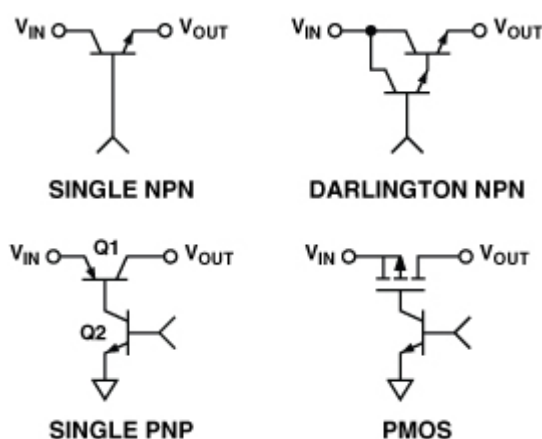 VIN VOUT
SINGLE NPN
VIN VOUT
DARLINGTON NPN
VIN Q1 VOUT
Q2
SINGLE PNP
VIN VOUT
PMOS